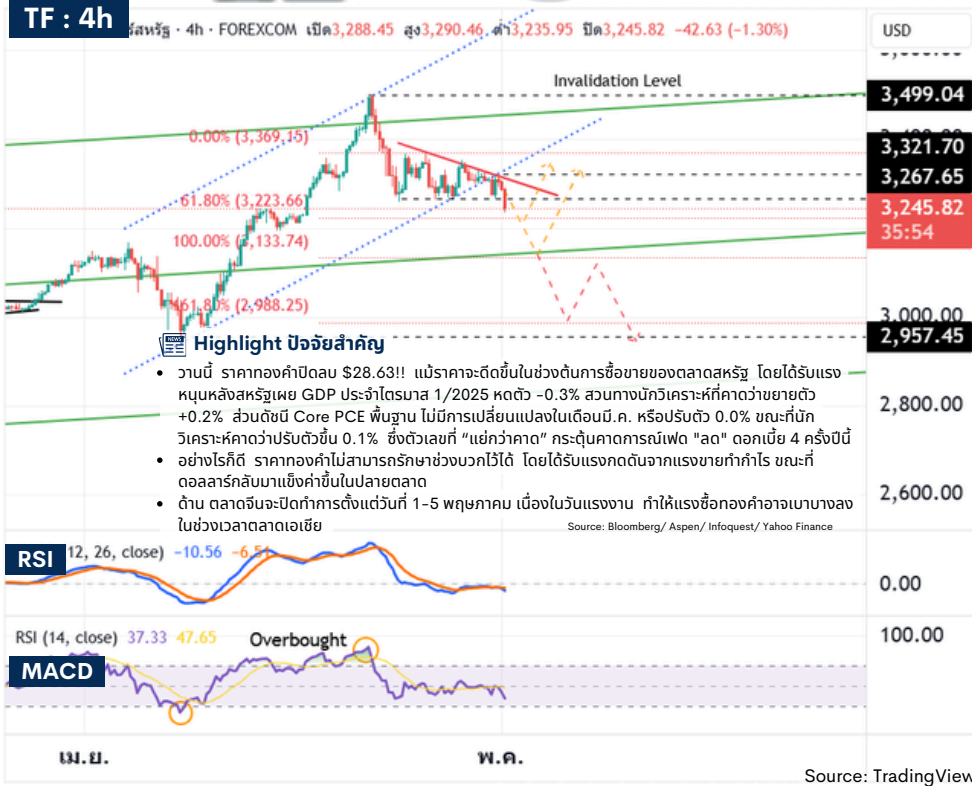 TF : 4h
ร์สหรัฐ · 4h · FOREXCOM เปิด3,288.45 สูง3,290.46 ต่ำ3,235.95 ปิด3,245.82 −42.63 (−1.30%)
USD
Invalidation Level
3,499.04
0.00% (3,369.15)
3,321.70
3,267.65
61.80% (3,223.66)
3,245.82
35:54
100.00% (3,133.74)
161.80% (2,988.25)
3,000.00
2,957.45
NEWS
Highlight ปัจจัยสำคัญ
• วานนี้ ราคาทองคำปิดลบ $28.63!! แม้ราคาจะดีดขึ้นในช่วงต้นการซื้อขายของตลาดสหรัฐ โดยได้รับแรง
หนุนหลังสหรัฐเผย GDP ประจำไตรมาส 1/2025 หดตัว -0.3% สวนทางนักวิเคราะห์ที่คาดว่าขยายตัว
+0.2% ส่วนดัชนี Core PCE พื้นฐาน ไม่มีการเปลี่ยนแปลงในเดือนมี.ค. หรือปรับตัว 0.0% ขณะที่นัก
วิเคราะห์คาดว่าปรับตัวขึ้น 0.1% ซึ่งตัวเลขที่ “แย่กว่าคาด” กระตุ้นคาดการณ์เฟด "ลด" ดอกเบี้ย 4 ครั้งปีนี้
• อย่างไรก็ดี ราคาทองคำไม่สามารถรักษาช่วงบวกไว้ได้ โดยได้รับแรงกดดันจากแรงขายทำกำไร ขณะที่
ดอลลาร์กลับมาแข็งค่าขึ้นในปลายตลาด
• ด้าน ตลาดจีนจะปิดทำการตั้งแต่วันที่ 1-5 พฤษภาคม เนื่องในวันแรงงาน ทำให้แรงซื้อทองคำอาจเบาบางลง
ในช่วงเวลาตลาดเอเชีย
Source: Bloomberg/ Aspen/ Infoquest/ Yahoo Finance
2,800.00
2,600.00
RSI
12, 26, close) −10.56 −6.51
0.00
RSI (14, close) 37.33 47.65
Overbought
100.00
MACD
เม.ย.
พ.ค.
Source: TradingView